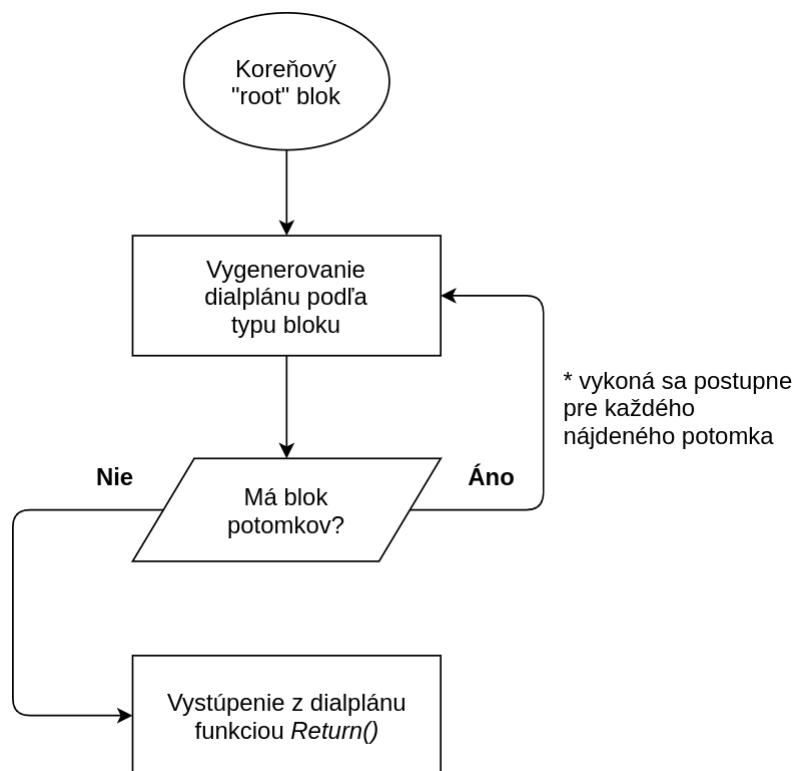 Koreňový
"root" blok
Vygenerovanie
dialplánu podľa
typu bloku
* vykoná sa postupne
pre každého
nájdeného potomka
Nie
Áno
Má blok
potomkov?
Vystúpenie z dialplánu
funkciou Return()